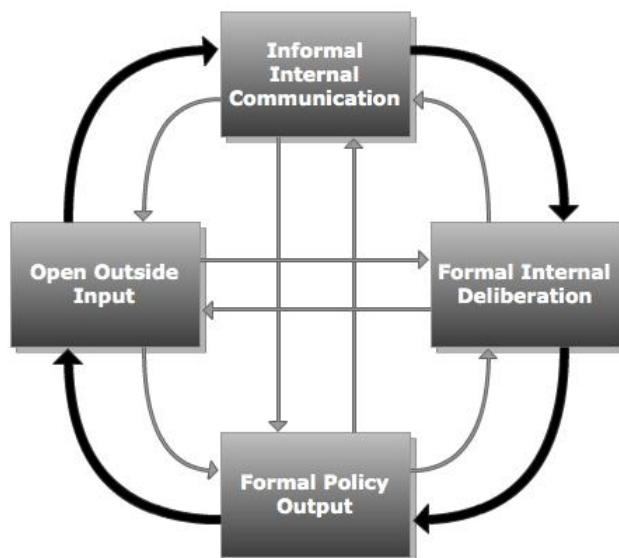 Informal
Internal
Communication
Open Outside
Input
Formal Internal
Deliberation
Formal Policy
Output